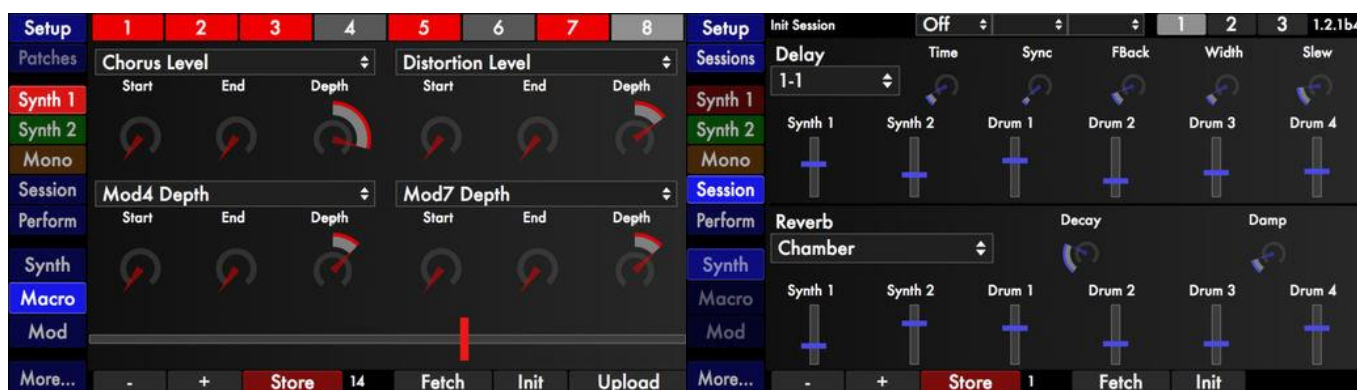 Setup 1 2 3 4 5 6 7 8
Patches Chorus Level Distortion Level
Start End Depth Start End Depth
Synth 1
Synth 2
Mono
Session Mod4 Depth Mod7 Depth
Perform Start End Depth Start End Depth
Synth
Macro
Mod
More... - + Store 14 Fetch Init Upload
Setup Init Session Off 1 2 3 1.2.1b4
Sessions Delay Time Sync FBack Width Slew
1-1
Synth 1
Synth 2 Synth 1 Synth 2 Drum 1 Drum 2 Drum 3 Drum 4
Mono
Session
Perform Reverb Decay Damp
Chamber
Synth
Macro Synth 1 Synth 2 Drum 1 Drum 2 Drum 3 Drum 4
Mod
More... - + Store 1 Fetch Init